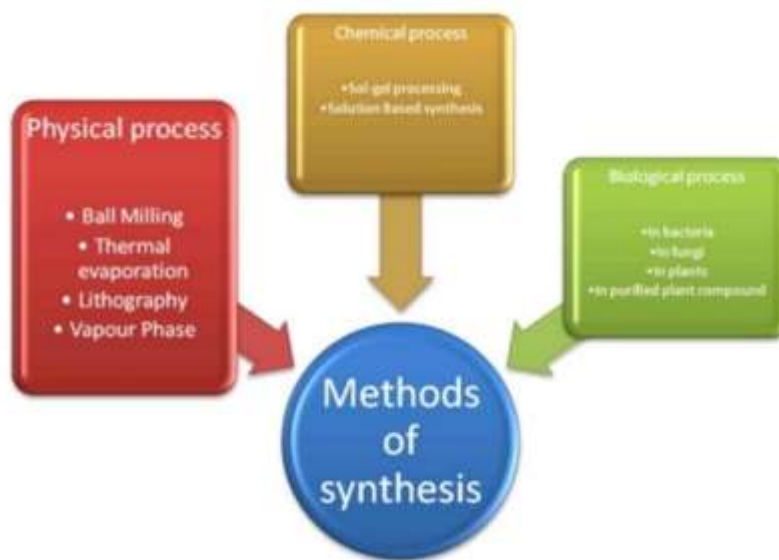 Physical process
• Ball Milling
• Thermal
evaporation
• Lithography
• Vapour Phase
Chemical process
•Sol-gel processing
•Solution Based synthesis
Biological process
•In bacteria
•In fungi
•In plants
•In purified plant compound
Methods
of
synthesis